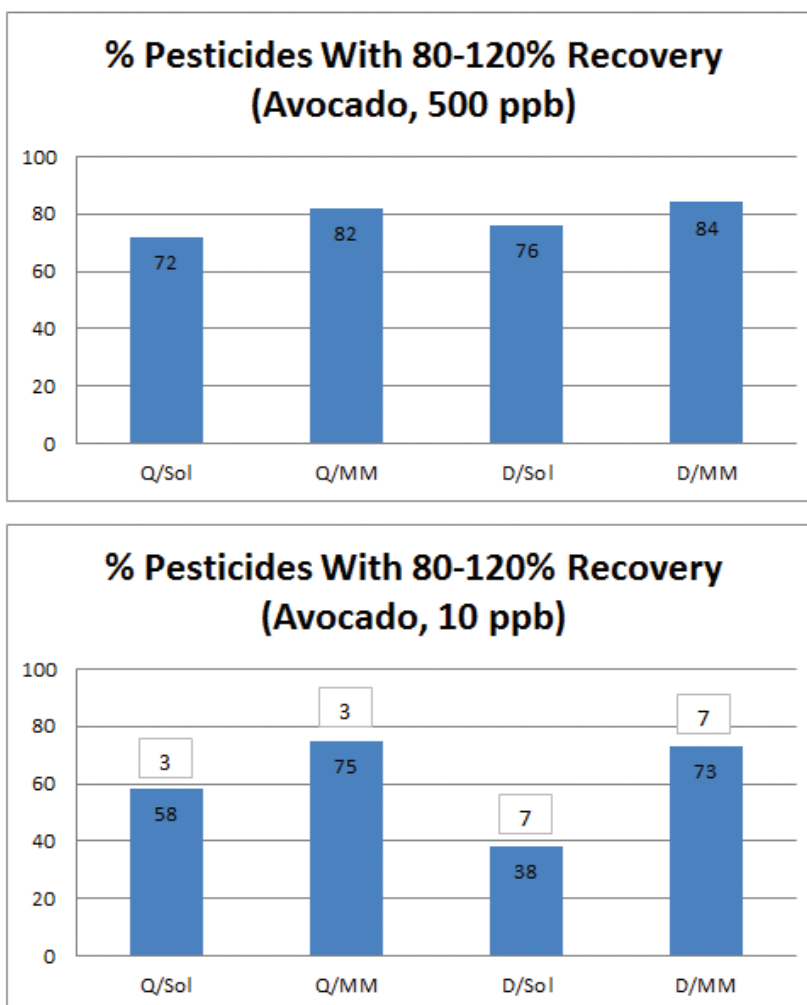 % Pesticides With 80-120% Recovery
(Avocado, 500 ppb)
100
80
60
40
20
0
72
82
76
84
Q/Sol
Q/MM
D/Sol
D/MM
% Pesticides With 80-120% Recovery
(Avocado, 10 ppb)
100
80
60
40
20
0
3
3
7
7
58
75
38
73
Q/Sol
Q/MM
D/Sol
D/MM